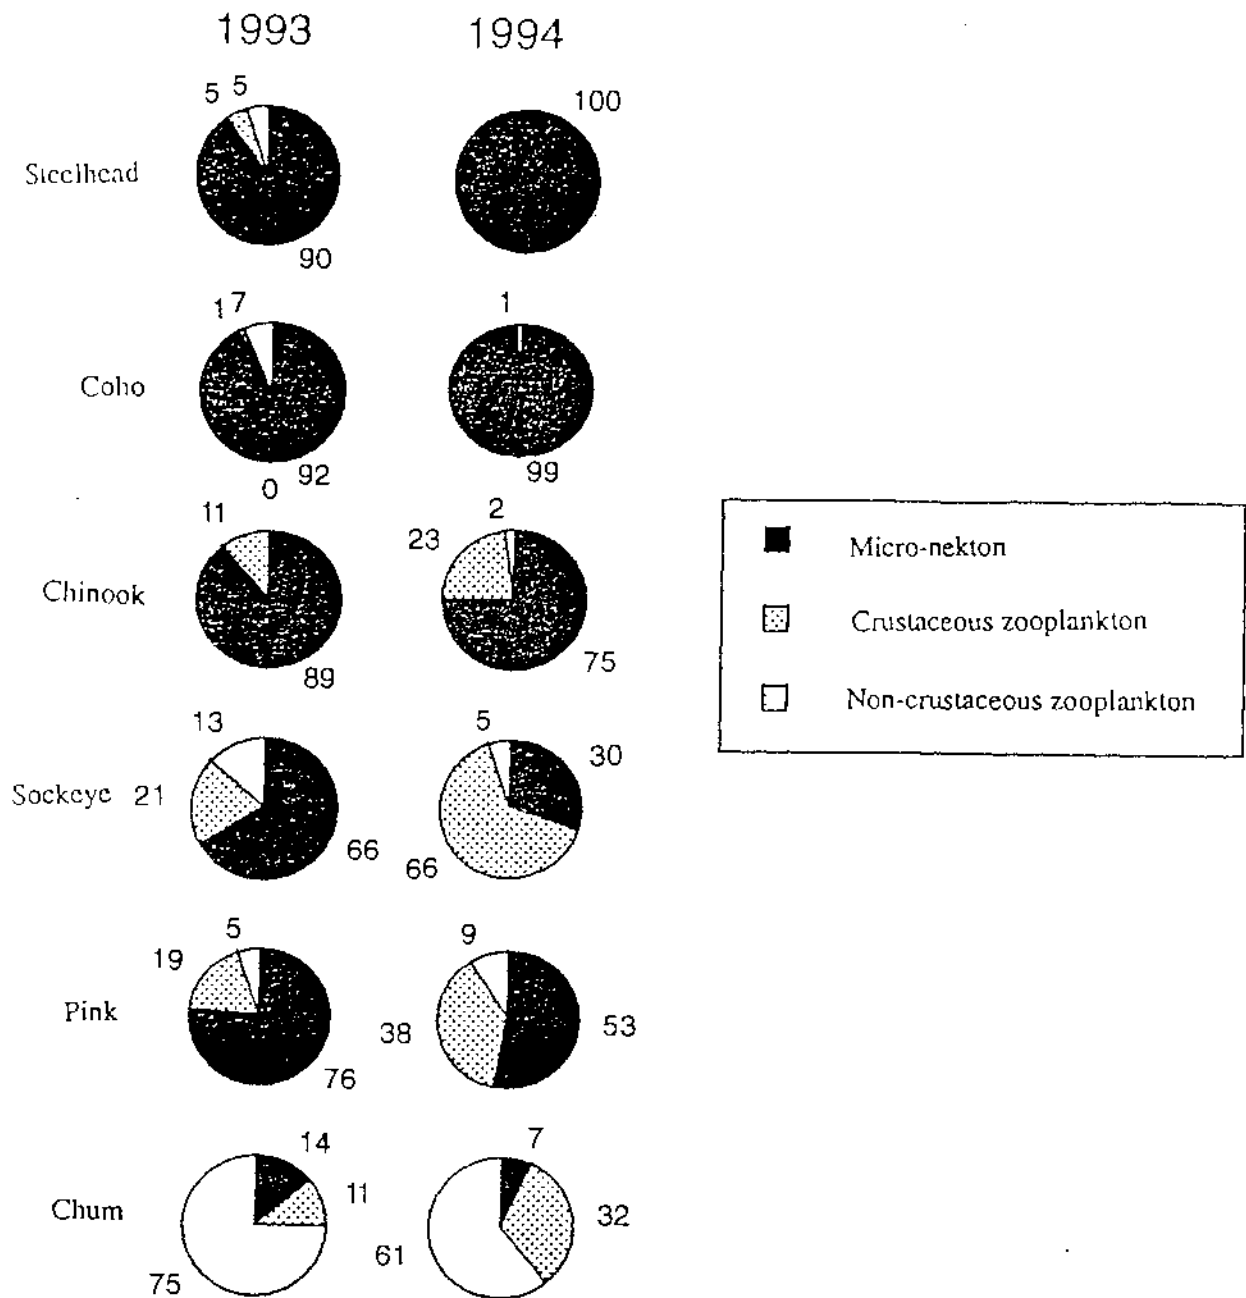 1993 1994
5 5 100
Steelhead
90
1 7 1
Coho
92 99
0
11 2
23
Chinook
89 75
13 5 30
Sockeye 21
66 66
5 9
19
Pink 38 53
76
14 7
11 32
Chum
75 61
Micro-nekton
Crustaceous zooplankton
Non-crustaceous zooplankton